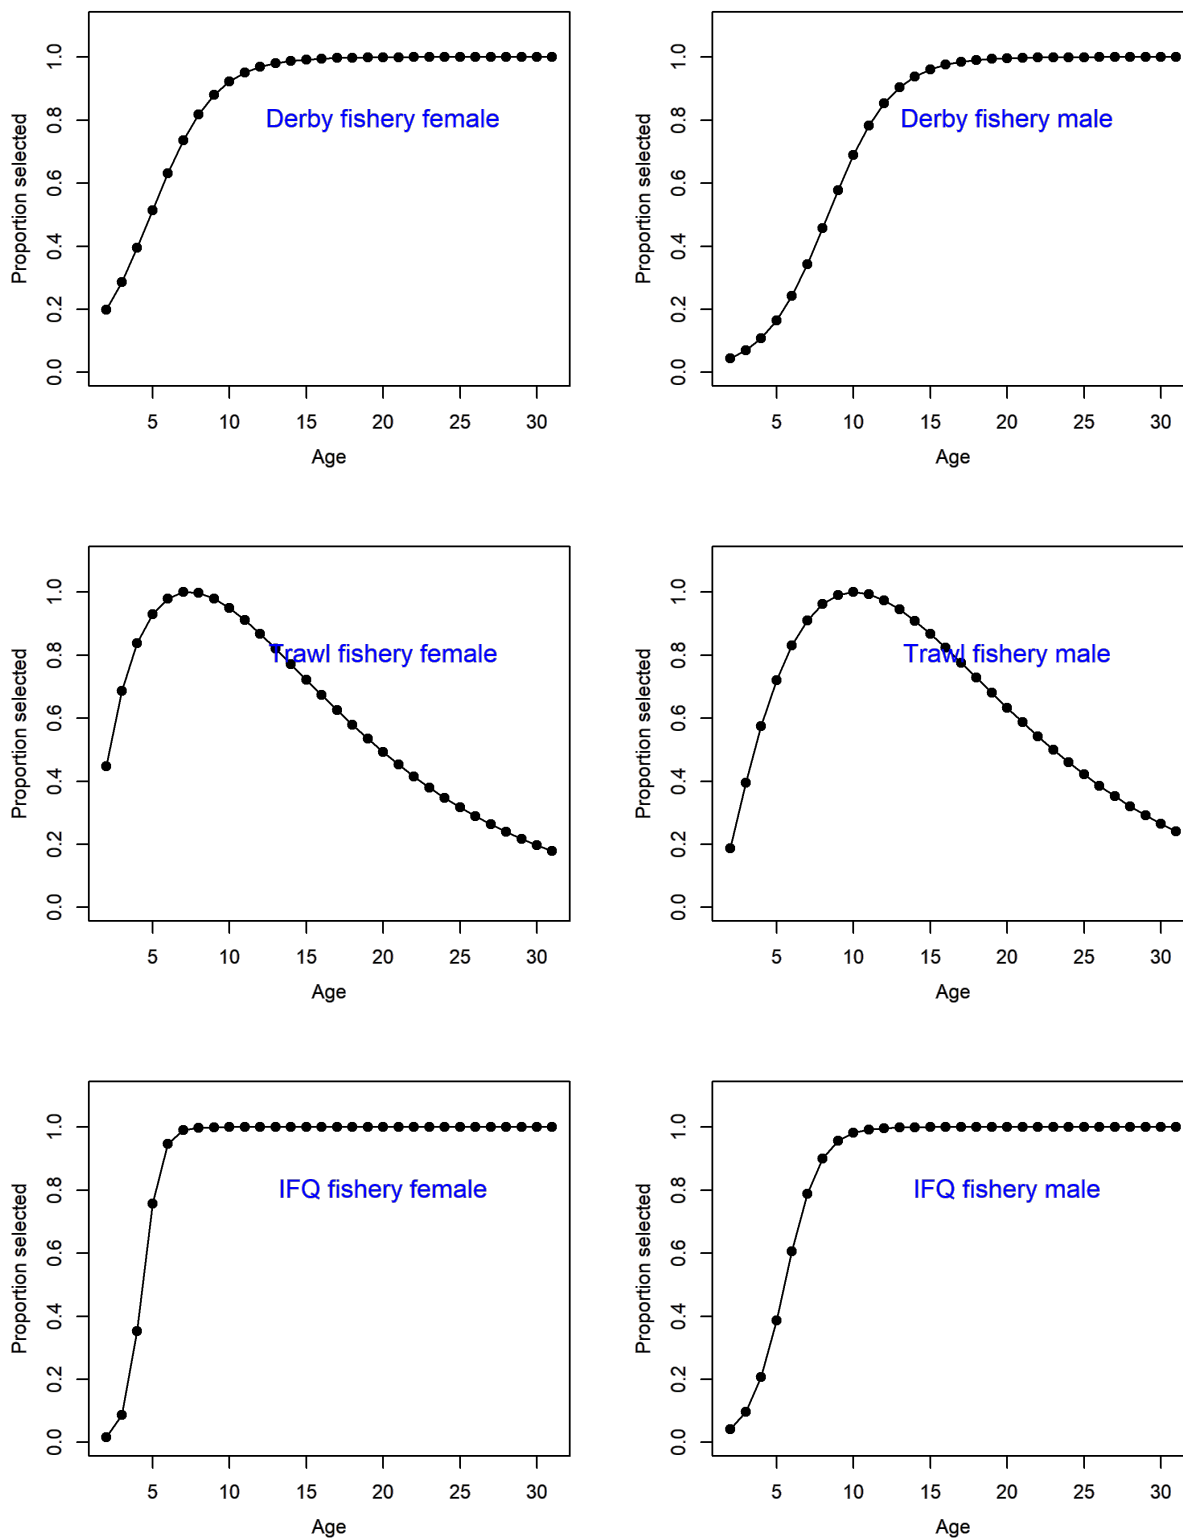 Proportion selected
0.0 0.2 0.4 0.6 0.8 1.0
Derby fishery female
5 10 15 20 25 30
Age
Proportion selected
0.0 0.2 0.4 0.6 0.8 1.0
Derby fishery male
5 10 15 20 25 30
Age
Proportion selected
0.0 0.2 0.4 0.6 0.8 1.0
Trawl fishery female
5 10 15 20 25 30
Age
Proportion selected
0.0 0.2 0.4 0.6 0.8 1.0
Trawl fishery male
5 10 15 20 25 30
Age
Proportion selected
0.0 0.2 0.4 0.6 0.8 1.0
IFQ fishery female
5 10 15 20 25 30
Age
Proportion selected
0.0 0.2 0.4 0.6 0.8 1.0
IFQ fishery male
5 10 15 20 25 30
Age